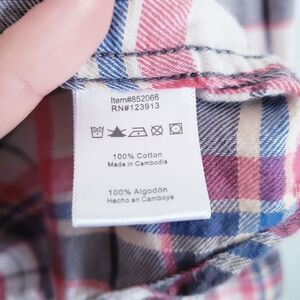 Item#852066
RN#123913
100% Cotton
Made in Cambodia
100% Algodón
Hecho en Camboya